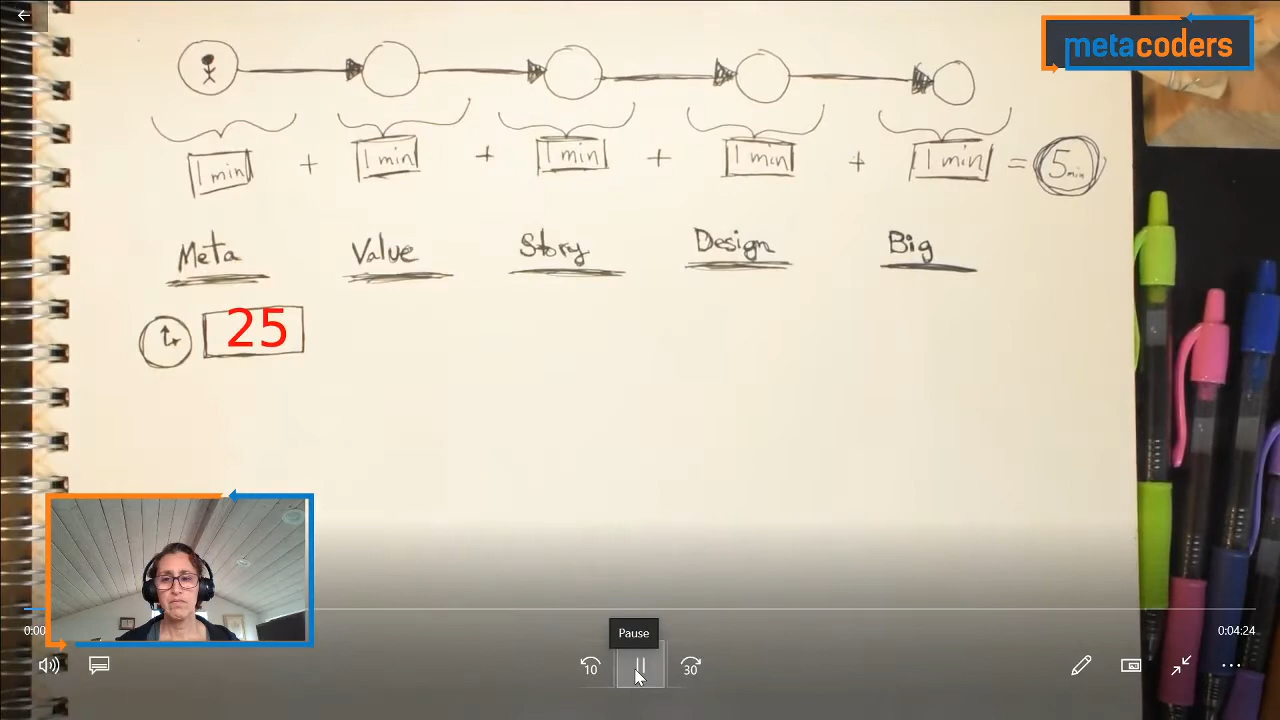 metacoders
1 min + 1 min + 1 min + 1 min + 1 min = 5 min
Meta Value Story Design Big
25
Pause
0:00
0:04:24
10
30